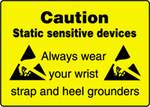 Caution
Static sensitive devices
Always wear
your wrist
strap and heel grounders